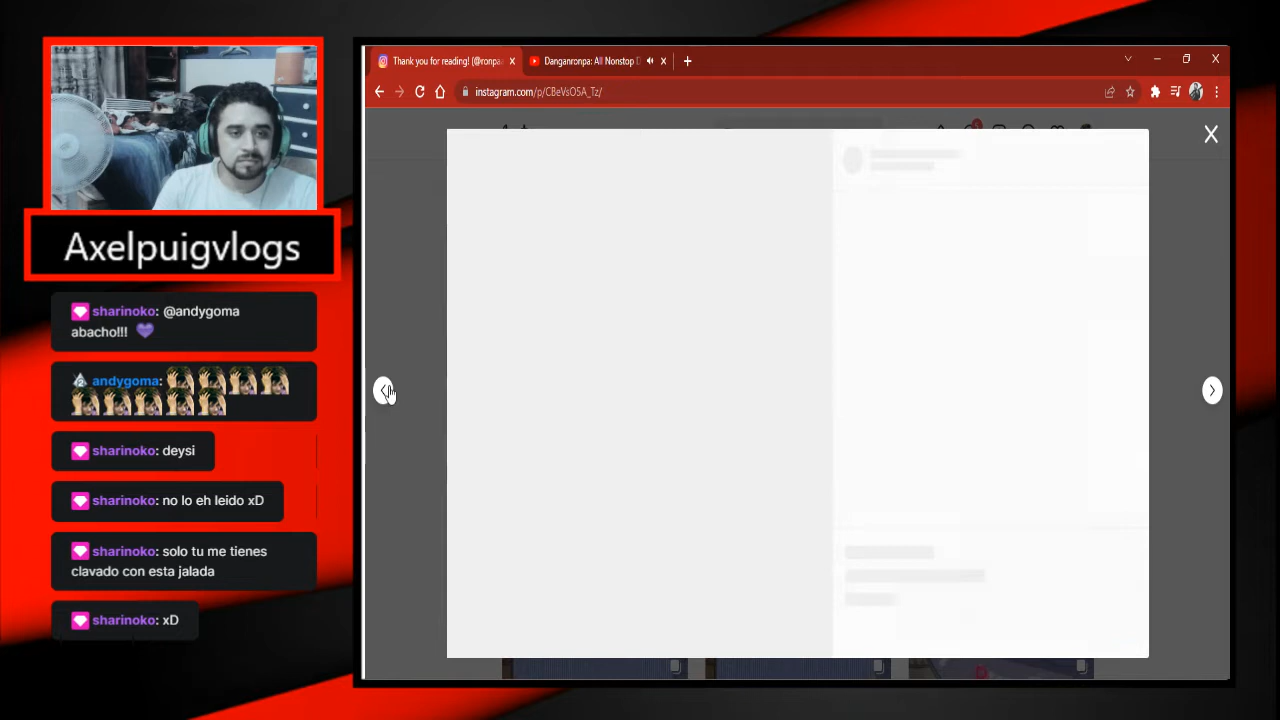 Thank you for reading! (@ronpa
Danganronpa: All Nonstop D
instagram.com/p/CBeVsO5A_Tz/
Axelpuigvlogs
sharinoko: @andygoma
abacho!!!
andygoma:
sharinoko: deysi
sharinoko: no lo eh leido xD
sharinoko: solo tu me tienes
clavado con esta jalada
sharinoko: xD